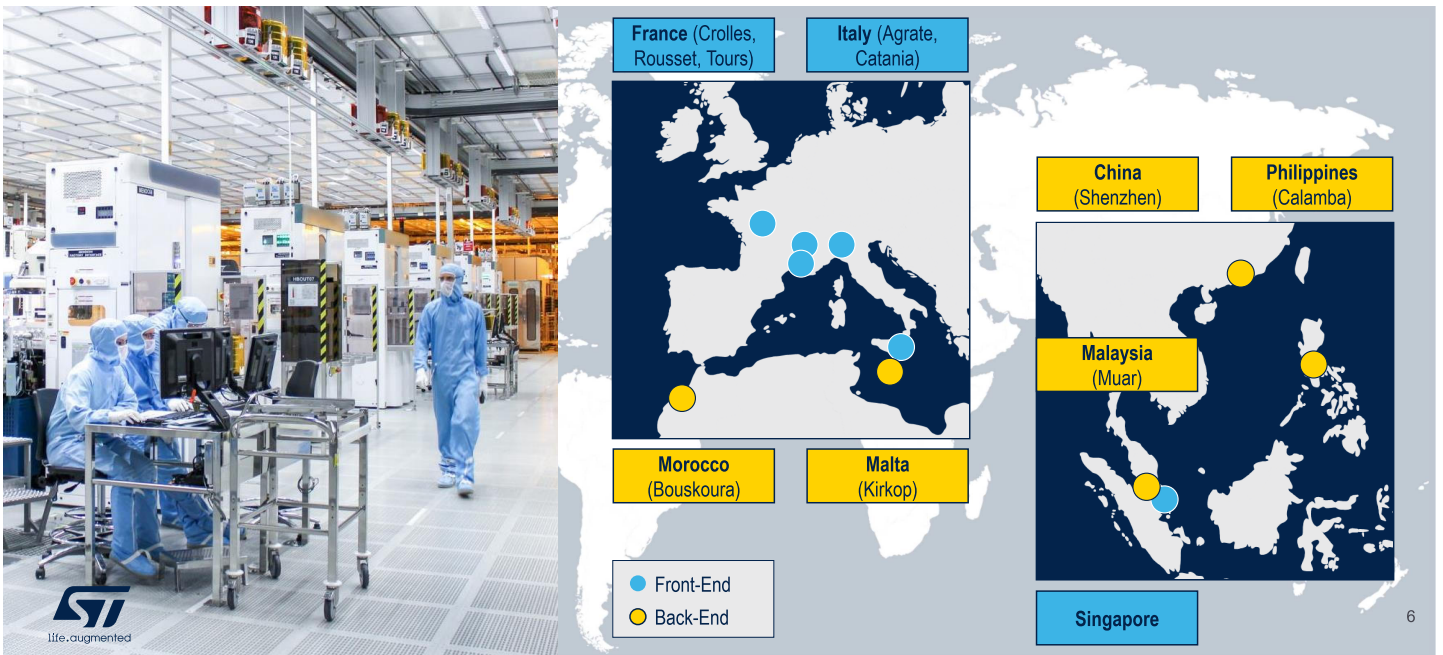 France (Crolles,
Rousset, Tours)
Italy (Agrate,
Catania)
China
(Shenzhen)
Philippines
(Calamba)
Malaysia
(Muar)
Morocco
(Bouskoura)
Malta
(Kirkop)
Front-End
Back-End
Singapore
ST
life.augmented
6